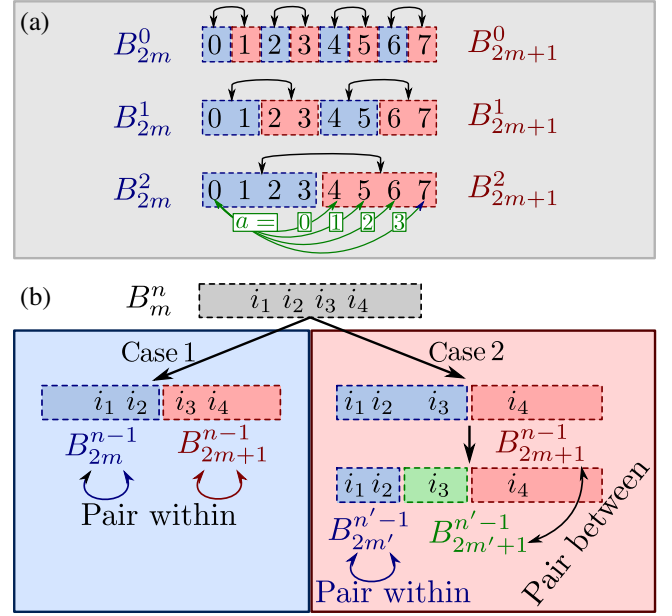 (a)
B^0_{2m} 0 1 2 3 4 5 6 7 B^0_{2m+1}
B^1_{2m} 0 1 2 3 4 5 6 7 B^1_{2m+1}
B^2_{2m} 0 1 2 3 4 5 6 7 B^2_{2m+1}
a = 0 1 2 3
(b)
B^n_m i_1 i_2 i_3 i_4
Case 1
i_1 i_2 i_3 i_4
B^{n-1}_{2m} B^{n-1}_{2m+1}
Pair within
Case 2
i_1 i_2 i_3 i_4
B^{n-1}_{2m+1}
i_1 i_2 i_3 i_4
B^{n'-1}_{2m'} B^{n'-1}_{2m'+1}
Pair within
Pair between